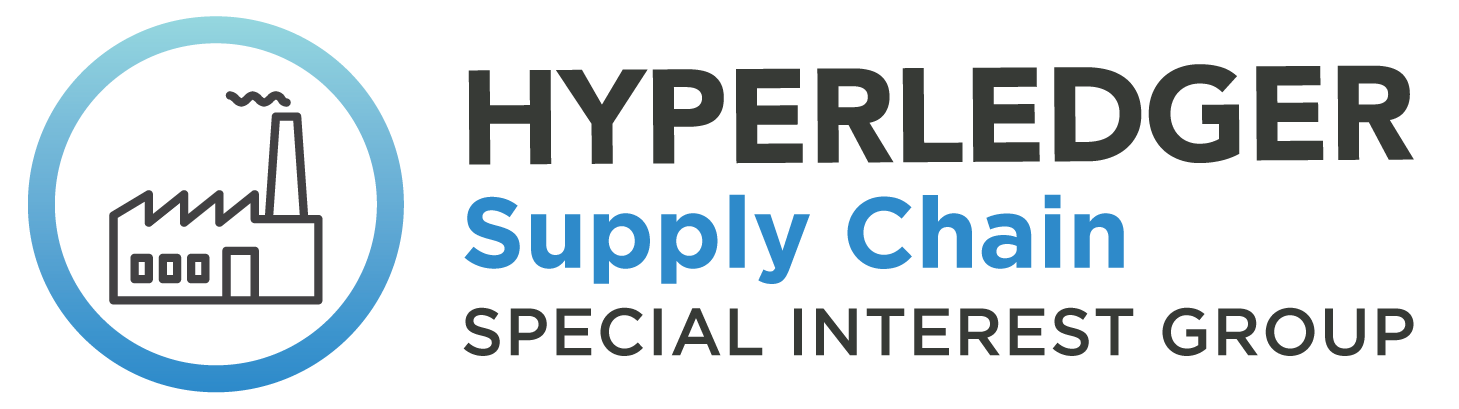 HYPERLEDGER
Supply Chain
SPECIAL INTEREST GROUP